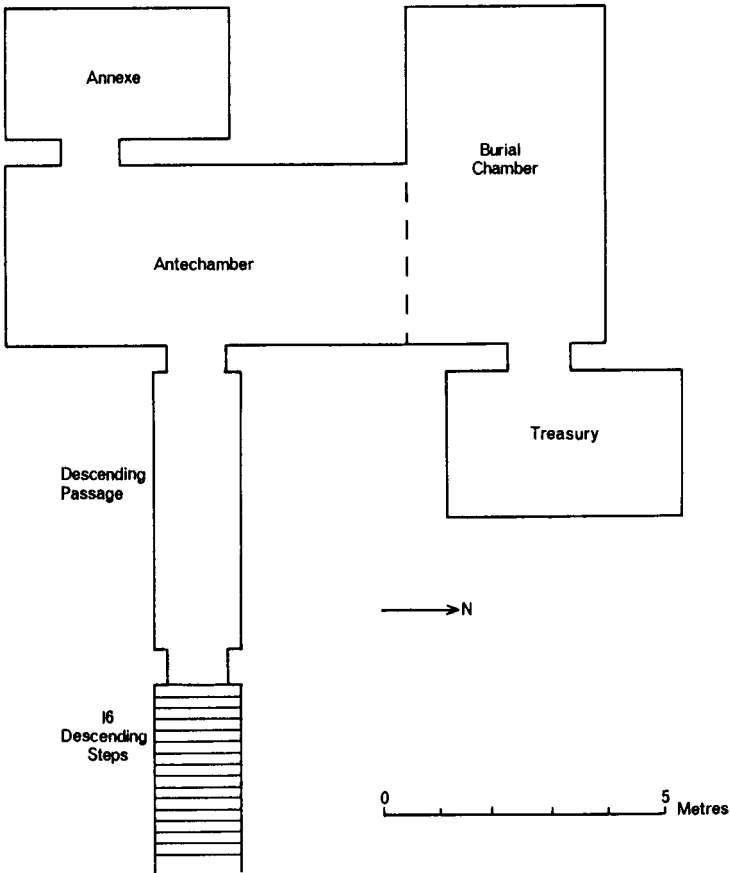 Annexe
Burial
Chamber
Antechamber
Treasury
Descending
Passage
N
16
Descending
Steps
0 5
Metres